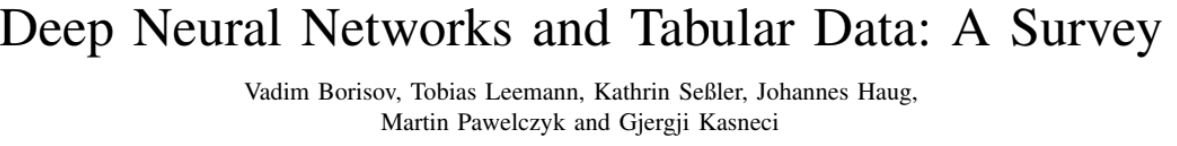 Deep Neural Networks and Tabular Data: A Survey
Vadim Borisov, Tobias Leemann, Kathrin Seßler, Johannes Haug,
Martin Pawelczyk and Gjergji Kasneci